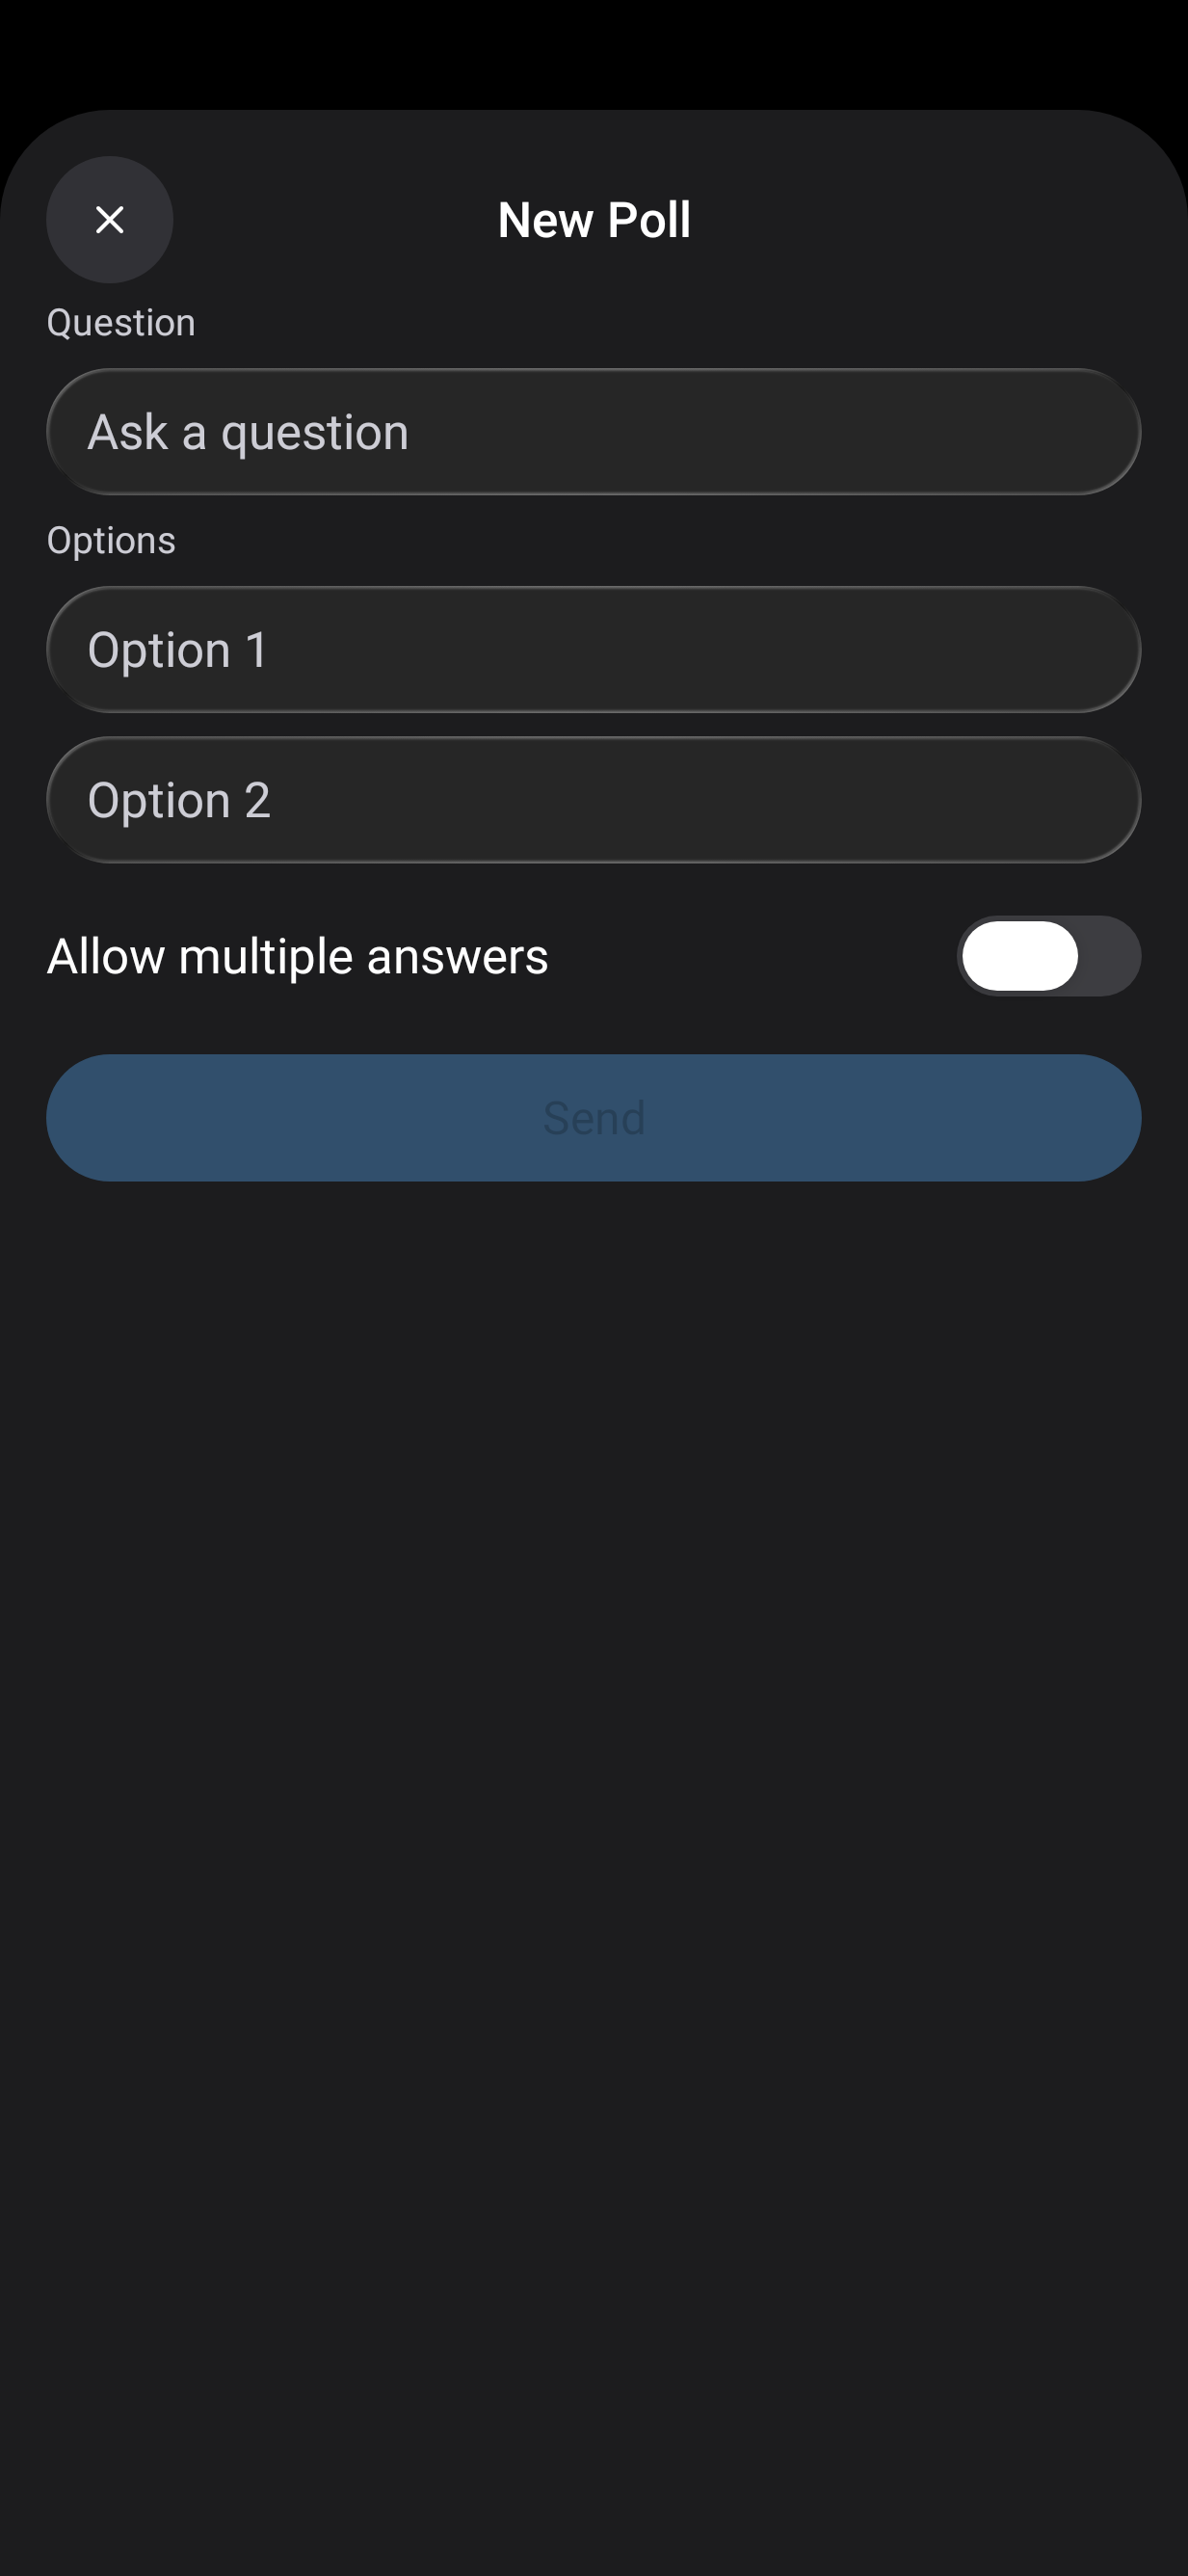 New Poll
Question
Ask a question
Options
Option 1
Option 2
Allow multiple answers
Send